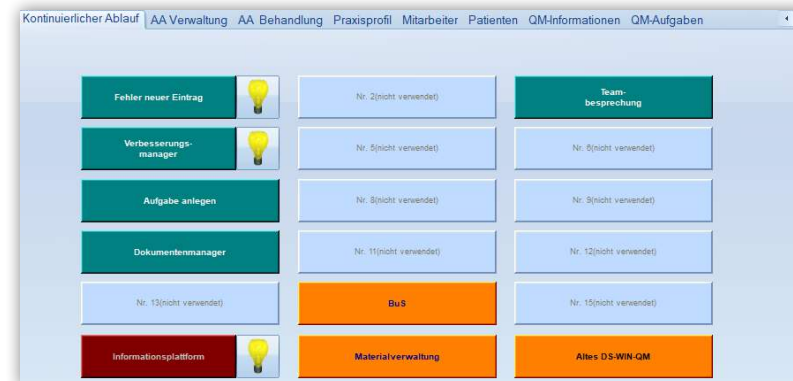 Kontinuierlicher Ablauf AA Verwaltung AA Behandlung Praxisprofil Mitarbeiter Patienten QM-Informationen QM-Aufgaben
Fehler neuer Eintrag
Nr. 2(nicht verwendet)
Team-
besprechung
Verbesserungs-
manager
Nr. 5(nicht verwendet)
Nr. 6(nicht verwendet)
Aufgabe anlegen
Nr. 8(nicht verwendet)
Nr. 9(nicht verwendet)
Dokumentenmanager
Nr. 11(nicht verwendet)
Nr. 12(nicht verwendet)
Nr. 13(nicht verwendet)
BuS
Nr. 15(nicht verwendet)
Informationsplattform
Materialverwaltung
Altes DS-WIN-QM